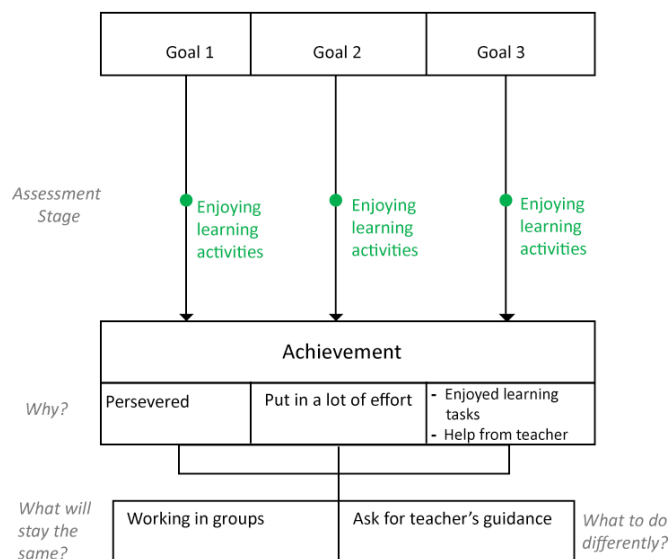 Goal 1
Goal 2
Goal 3
Assessment
Stage
Enjoying
learning
activities
Enjoying
learning
activities
Enjoying
learning
activities
Achievement
Why?
Persevered
Put in a lot of effort
- Enjoyed learning
tasks
- Help from teacher
What will
stay the
same?
Working in groups
Ask for teacher’s guidance
What to do
differently?